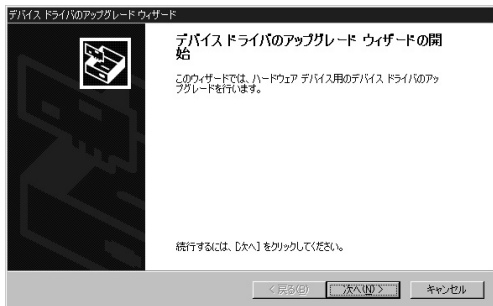 デバイス ドライバのアップグレード ウィザード
デバイス ドライバのアップグレード ウィザードの開
始
このウィザードでは、ハードウェア デバイス用のデバイス ドライバのアッ
プグレードを行います。
続行するには、[次へ] をクリックしてください。
< 戻る(B)
次へ(N) >
キャンセル